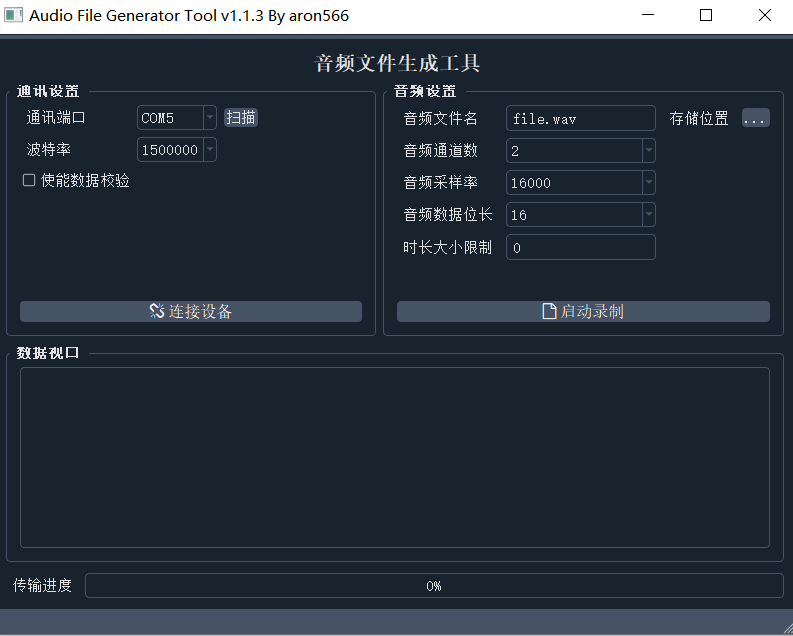 Audio File Generator Tool v1.1.3 By aron566
音频文件生成工具
通讯设置
通讯端口 COM5 扫描
波特率 1500000
使能数据校验
连接设备
音频设置
音频文件名 file.wav 存储位置 ...
音频通道数 2
音频采样率 16000
音频数据位长 16
时长大小限制 0
启动录制
数据视口
传输进度 0%